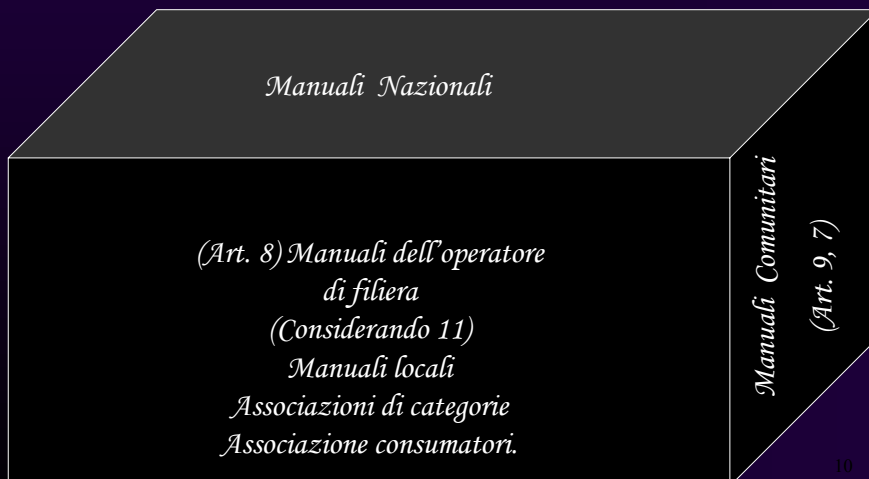 Manuali Nazionali
(Art. 8) Manuali dell'operatore
di filiera
(Considerando 11)
Manuali locali
Associazioni di categorie
Associazione consumatori.
Manuali Comunitari
(Art. 9, 7)
10